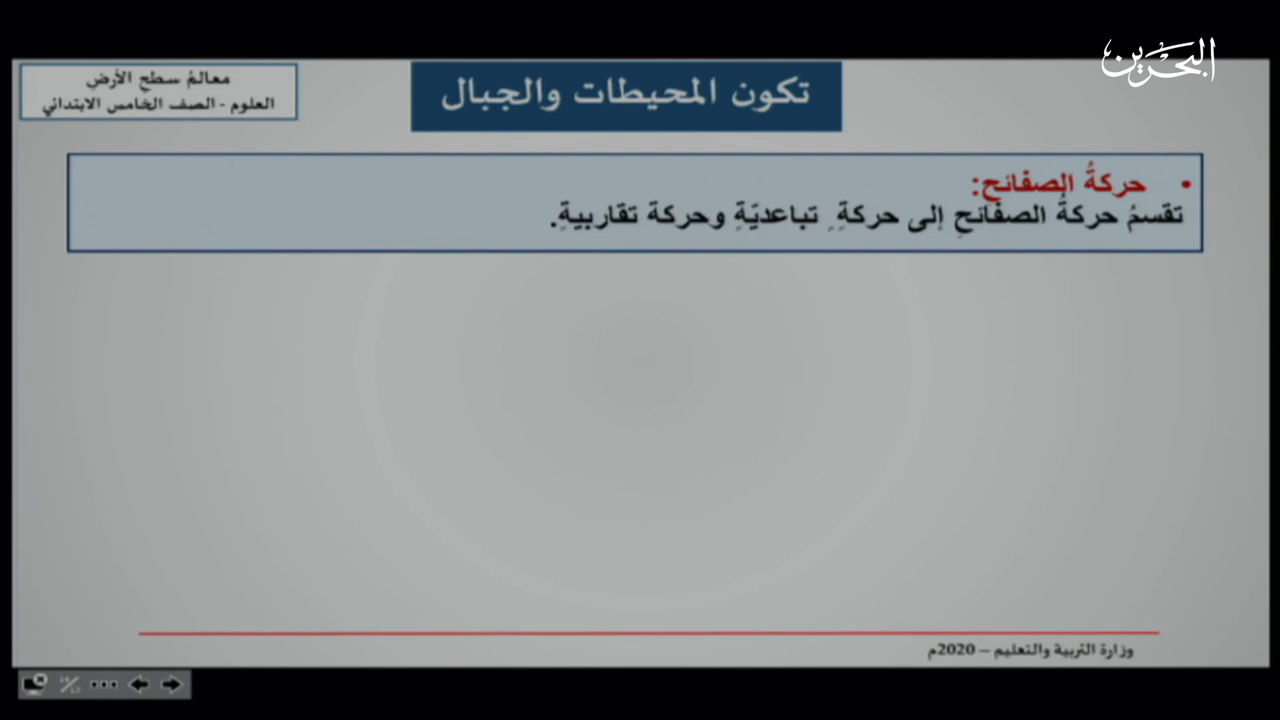 البحرين
معالمُ سطحِ الأرضِ
العلوم - الصف الخامس الابتدائي
تكون المحيطات والجبال
• حركةُ الصفائحِ:
تقسمُ حركةُ الصفائحِ إلى حركةٍ تباعديّةِ وحركة تقاربيةِ.
وزارة التربية والتعليم – 2020م